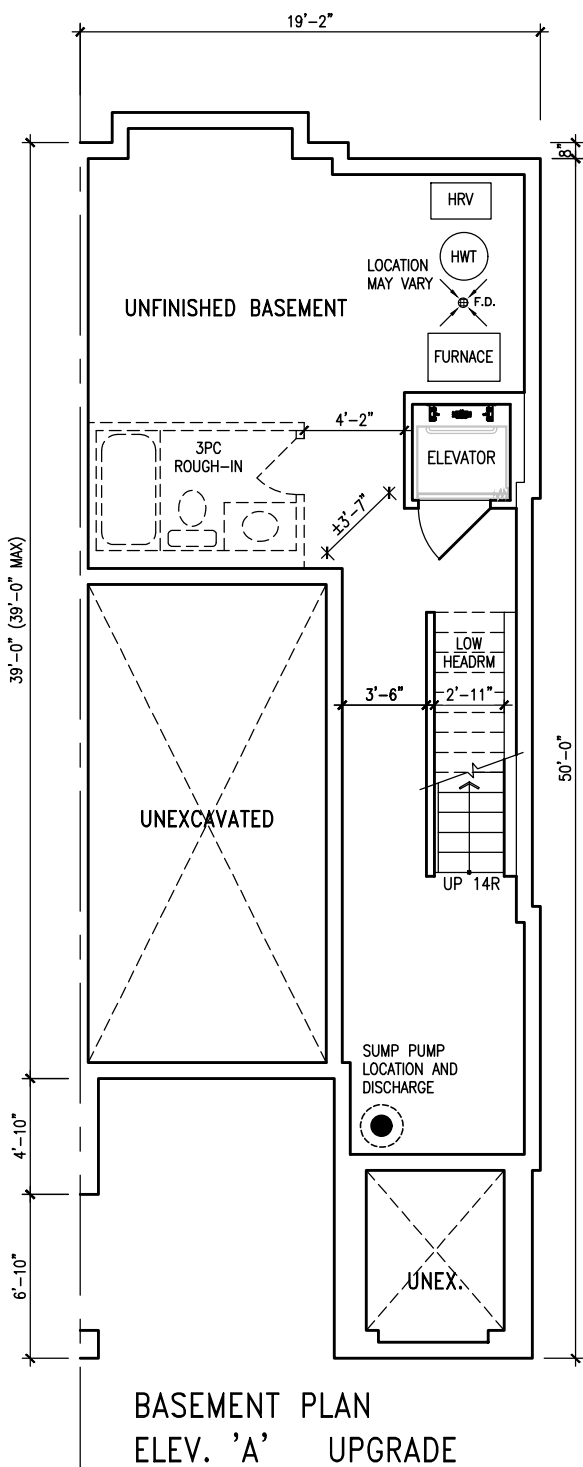 19'-2"
8"
HRV
HWT
LOCATION
MAY VARY
F.D.
UNFINISHED BASEMENT
FURNACE
4'-2"
3PC
ROUGH-IN
ELEVATOR
±3'-7"
39'-0" (39'-0" MAX)
LOW
HEADRM
3'-6"
2'-11"
50'-0"
UNEXCAVATED
UP 14R
SUMP PUMP
LOCATION AND
DISCHARGE
4'-10"
6'-10"
UNEX.
BASEMENT PLAN
ELEV. 'A' UPGRADE